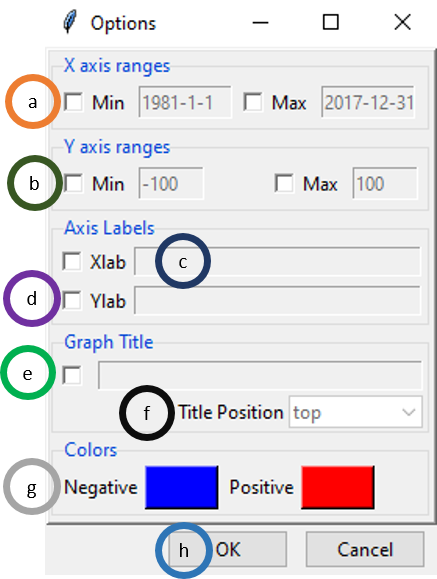 Options
X axis ranges
a Min 1981-1-1 Max 2017-12-31
Y axis ranges
b Min -100 Max 100
Axis Labels
Xlab c
d Ylab
Graph Title
e
f Title Position top
Colors
g Negative Positive
h OK Cancel